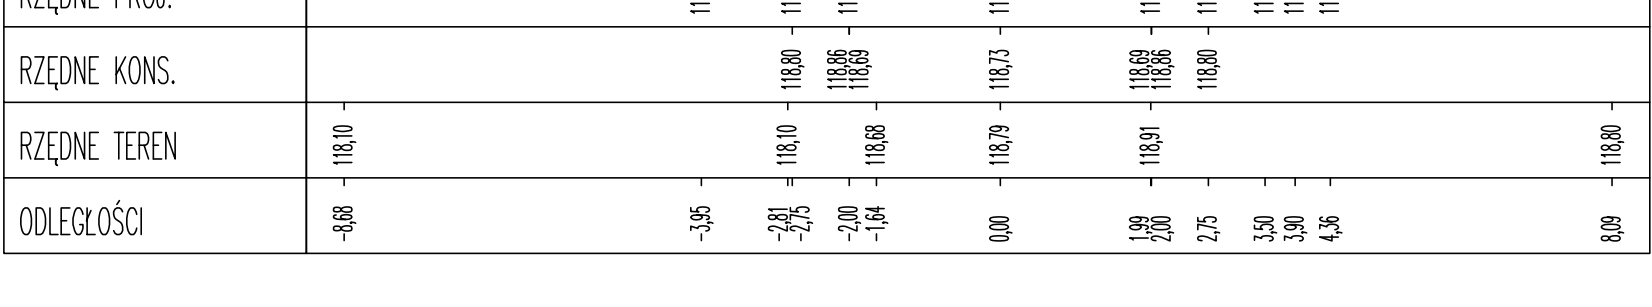 RZĘDNE PROJ.
RZĘDNE KONS. 118,80 118,86 118,69 118,73 118,69 118,86 118,80
RZĘDNE TEREN 118,10 118,10 118,68 118,79 118,91 118,80
ODLEGŁOŚCI -8,68 -3,95 -2,81 -2,75 -2,00 -1,64 0,00 1,99 2,00 2,75 3,50 3,90 4,36 8,09